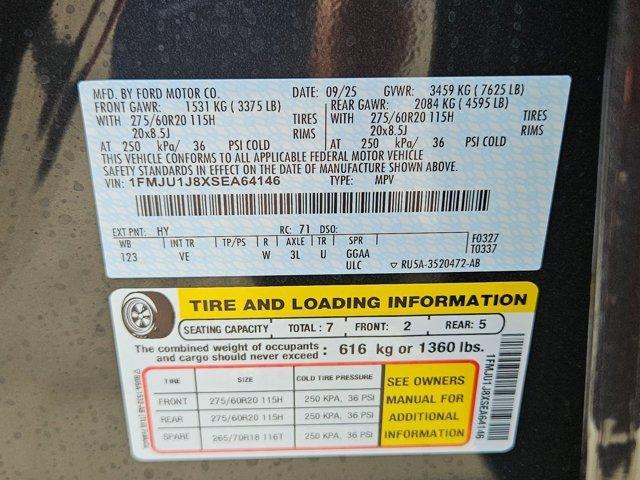 MFD. BY FORD MOTOR CO. DATE: 09/25 GVWR: 3459 KG ( 7625 LB)
FRONT GAWR: 1531 KG ( 3375 LB) REAR GAWR: 2084 KG ( 4595 LB)
WITH 275/60R20 115H TIRES WITH 275/60R20 115H TIRES
20x8.5J RIMS 20x8.5J RIMS
AT 250 kPa/ 36 PSI COLD AT 250 kPa/ 36 PSI COLD
THIS VEHICLE CONFORMS TO ALL APPLICABLE FEDERAL MOTOR VEHICLE
SAFETY STANDARDS IN EFFECT ON THE DATE OF MANUFACTURE SHOWN ABOVE.
VIN: 1FMJU1J8XSEA64146 TYPE: MPV
EXT PNT: HY RC: 71 DSO:
WB INT TR TP/PS R AXLE TR SPR F0327
123 VE W 3L U GGAA T0337
ULC ▽ RU5A-3520472-AB
TIRE AND LOADING INFORMATION
SEATING CAPACITY TOTAL : 7 FRONT: 2 REAR: 5
The combined weight of occupants
and cargo should never exceed : 616 kg or 1360 lbs.
TIRE SIZE COLD TIRE PRESSURE
FRONT 275/60R20 115H 250 KPA, 36 PSI
REAR 275/60R20 115H 250 KPA, 36 PSI
SPARE 265/70R18 116T 250 KPA, 36 PSI
SEE OWNERS
MANUAL FOR
ADDITIONAL
INFORMATION
1FMJU1J8XSEA64146